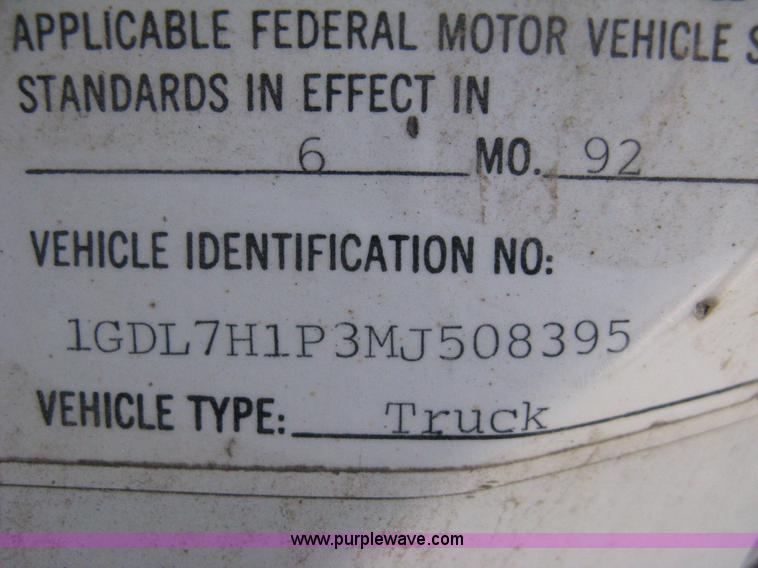 APPLICABLE FEDERAL MOTOR VEHICLE S
STANDARDS IN EFFECT IN
6 MO. 92
VEHICLE IDENTIFICATION NO:
1GDL7H1P3MJ508395
VEHICLE TYPE: Truck
www.purplewave.com